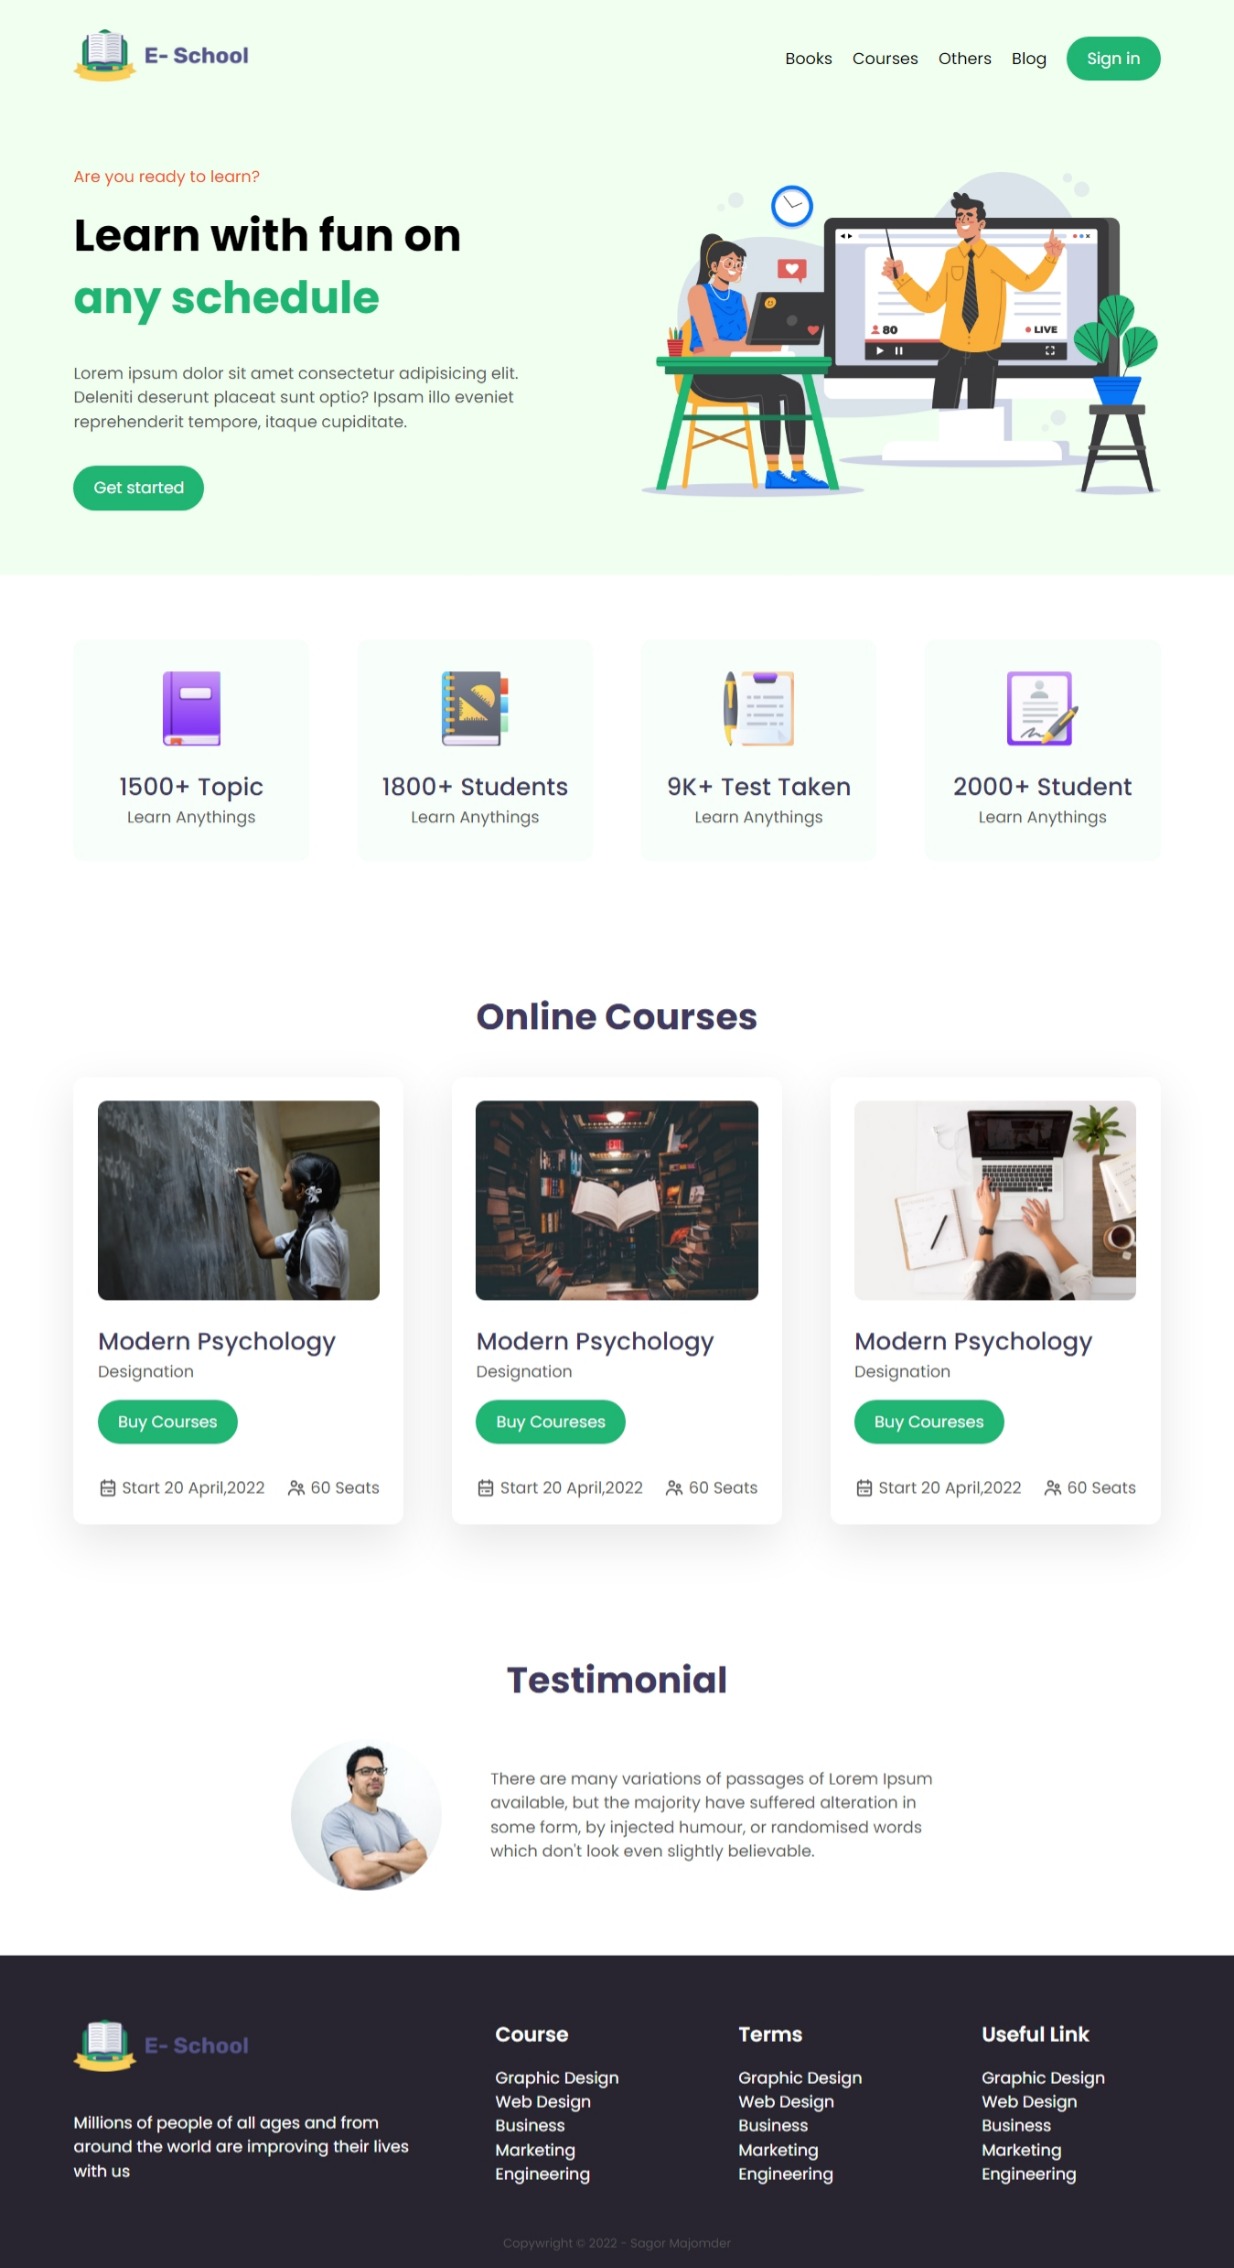 E- School
Books Courses Others Blog Sign in
Are you ready to learn?
Learn with fun on
any schedule
Lorem ipsum dolor sit amet consectetur adipisicing elit.
Deleniti deserunt placeat sunt optio? Ipsam illo eveniet
reprehenderit tempore, itaque cupiditate.
Get started
80
LIVE
1500+ Topic
Learn Anythings
1800+ Students
Learn Anythings
9K+ Test Taken
Learn Anythings
2000+ Student
Learn Anythings
Online Courses
Modern Psychology
Designation
Buy Courses
Start 20 April,2022 60 Seats
Modern Psychology
Designation
Buy Coureses
Start 20 April,2022 60 Seats
Modern Psychology
Designation
Buy Coureses
Start 20 April,2022 60 Seats
Testimonial
There are many variations of passages of Lorem Ipsum
available, but the majority have suffered alteration in
some form, by injected humour, or randomised words
which don't look even slightly believable.
E- School
Millions of people of all ages and from
around the world are improving their lives
with us
Course
Graphic Design
Web Design
Business
Marketing
Engineering
Terms
Graphic Design
Web Design
Business
Marketing
Engineering
Useful Link
Graphic Design
Web Design
Business
Marketing
Engineering
Copywright © 2022 - Sagor Majomder